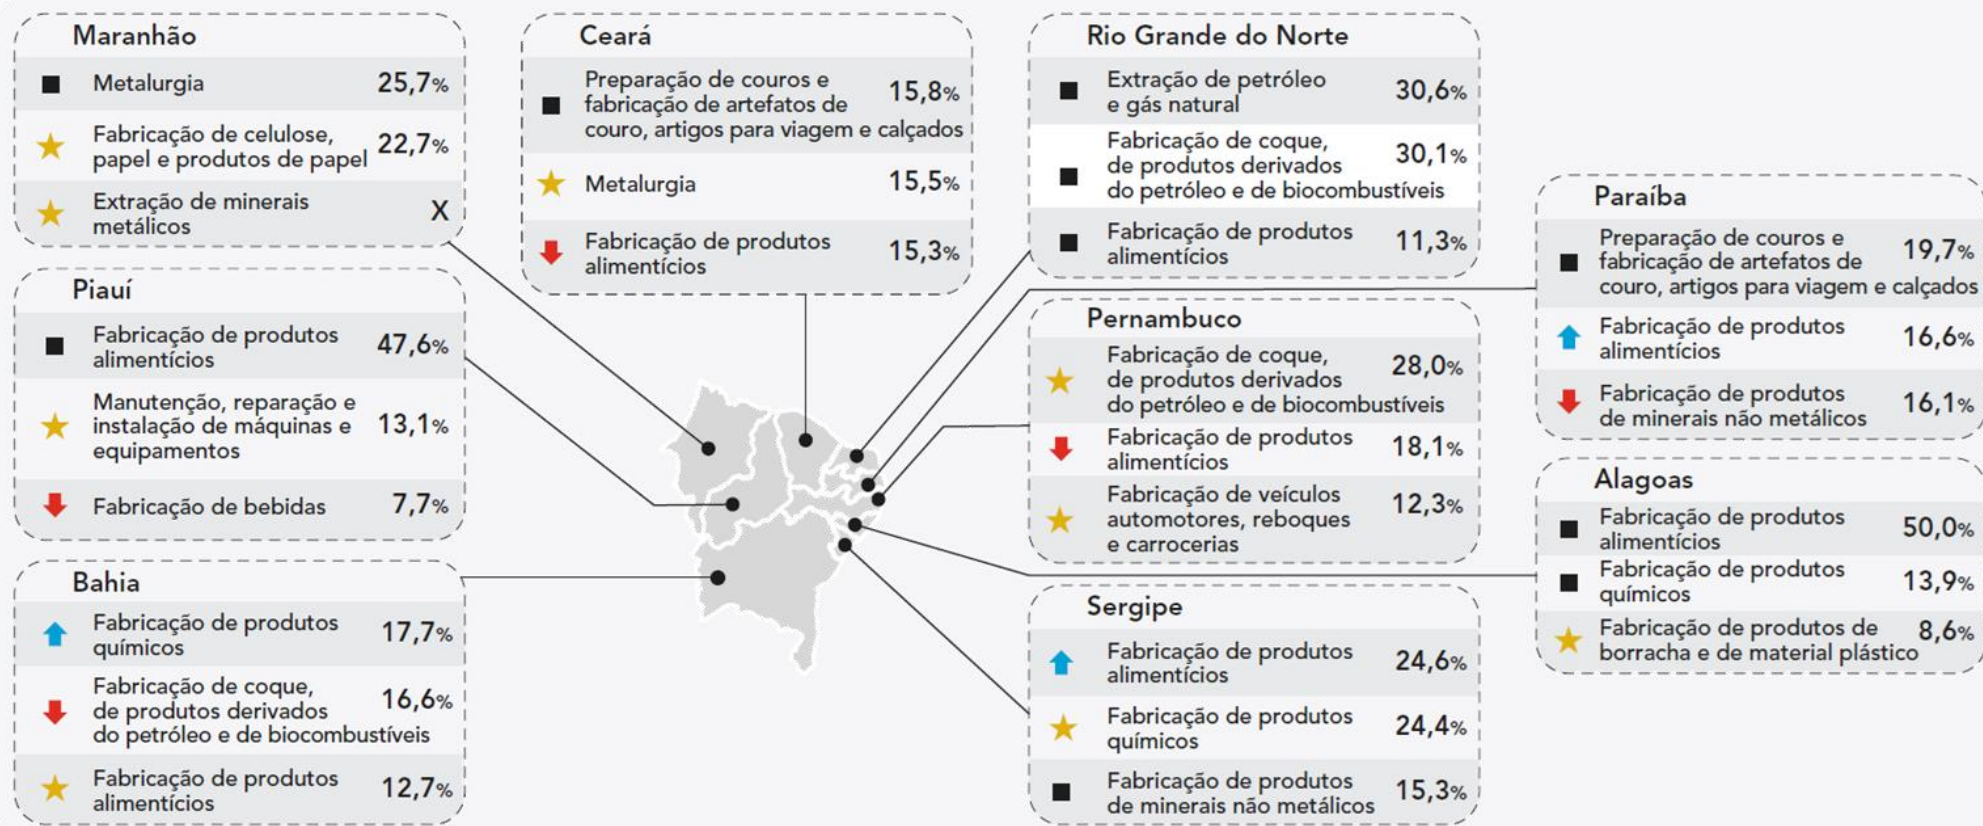 Maranhão
Metalurgia 25,7%
Fabricação de celulose,
papel e produtos de papel 22,7%
Extração de minerais
metálicos X
Piauí
Fabricação de produtos
alimentícios 47,6%
Manutenção, reparação e
instalação de máquinas e 13,1%
equipamentos
Fabricação de bebidas 7,7%
Bahia
Fabricação de produtos
químicos 17,7%
Fabricação de coque,
de produtos derivados 16,6%
do petróleo e de biocombustíveis
Fabricação de produtos
alimentícios 12,7%
Ceará
Preparação de couros e
fabricação de artefatos de 15,8%
couro, artigos para viagem e calçados
Metalurgia 15,5%
Fabricação de produtos
alimentícios 15,3%
Rio Grande do Norte
Extração de petróleo
e gás natural 30,6%
Fabricação de coque,
de produtos derivados 30,1%
do petróleo e de biocombustíveis
Fabricação de produtos
alimentícios 11,3%
Pernambuco
Fabricação de coque,
de produtos derivados 28,0%
do petróleo e de biocombustíveis
Fabricação de produtos
alimentícios 18,1%
Fabricação de veículos
automotores, reboques 12,3%
e carrocerias
Sergipe
Fabricação de produtos
alimentícios 24,6%
Fabricação de produtos
químicos 24,4%
Fabricação de produtos
de minerais não metálicos 15,3%
Paraíba
Preparação de couros e
fabricação de artefatos de 19,7%
couro, artigos para viagem e calçados
Fabricação de produtos
alimentícios 16,6%
Fabricação de produtos
de minerais não metálicos 16,1%
Alagoas
Fabricação de produtos
alimentícios 50,0%
Fabricação de produtos
químicos 13,9%
Fabricação de produtos de 8,6%
borracha e de material plástico